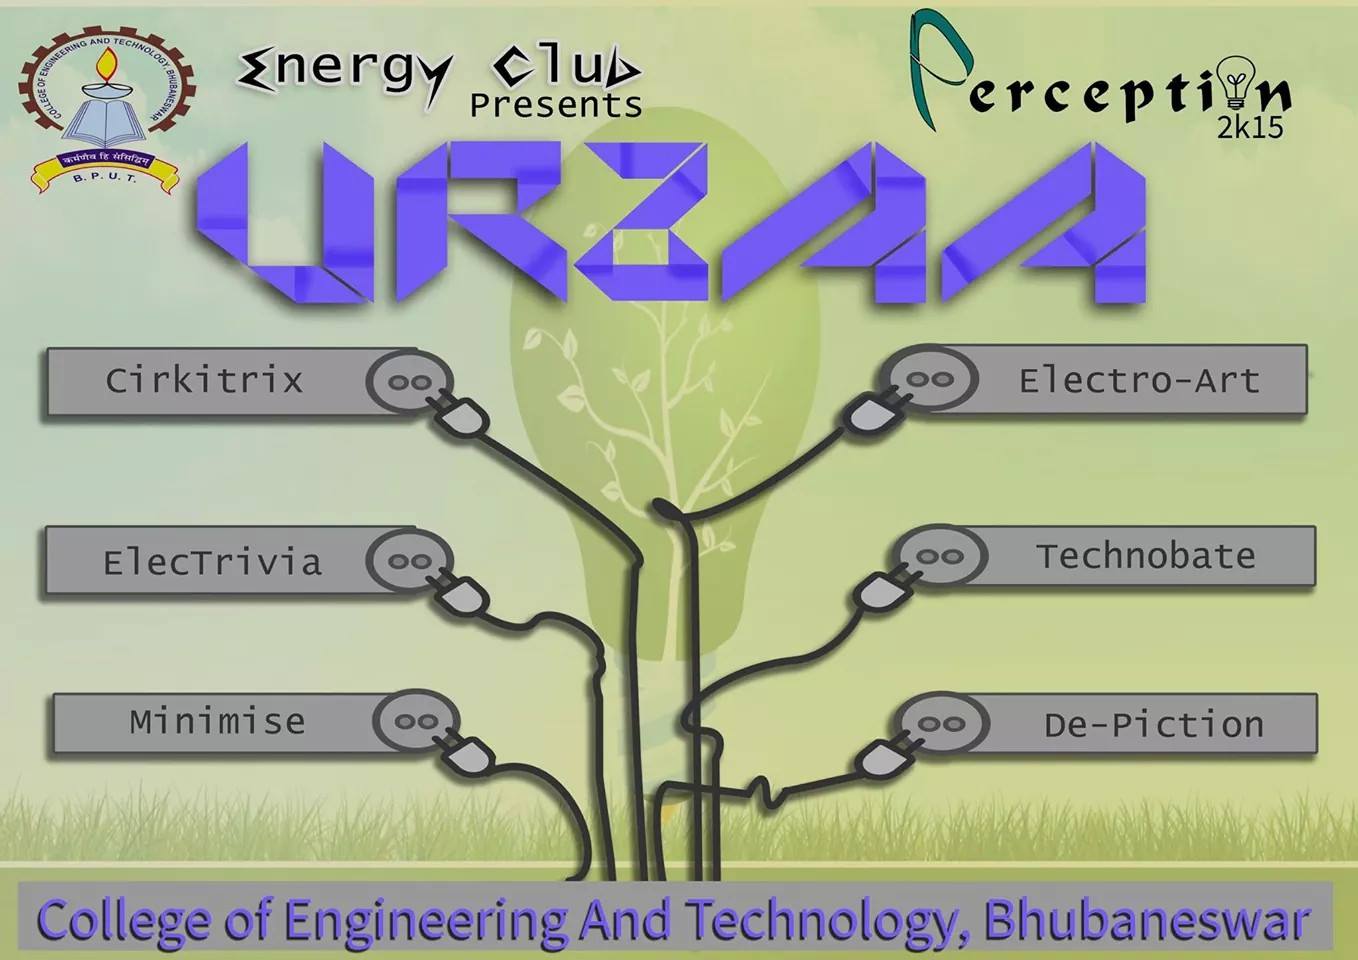 COLLEGE OF ENGINEERING AND TECHNOLOGY, BHUBANESWAR
कर्मणैव हि संसिद्धिम्
B. P. U. T.
Energy Club
Presents
Perception
2k15
URZAA
Cirkitrix
Electro-Art
ElecTrivia
Technobate
Minimise
De-Piction
College of Engineering And Technology, Bhubaneswar